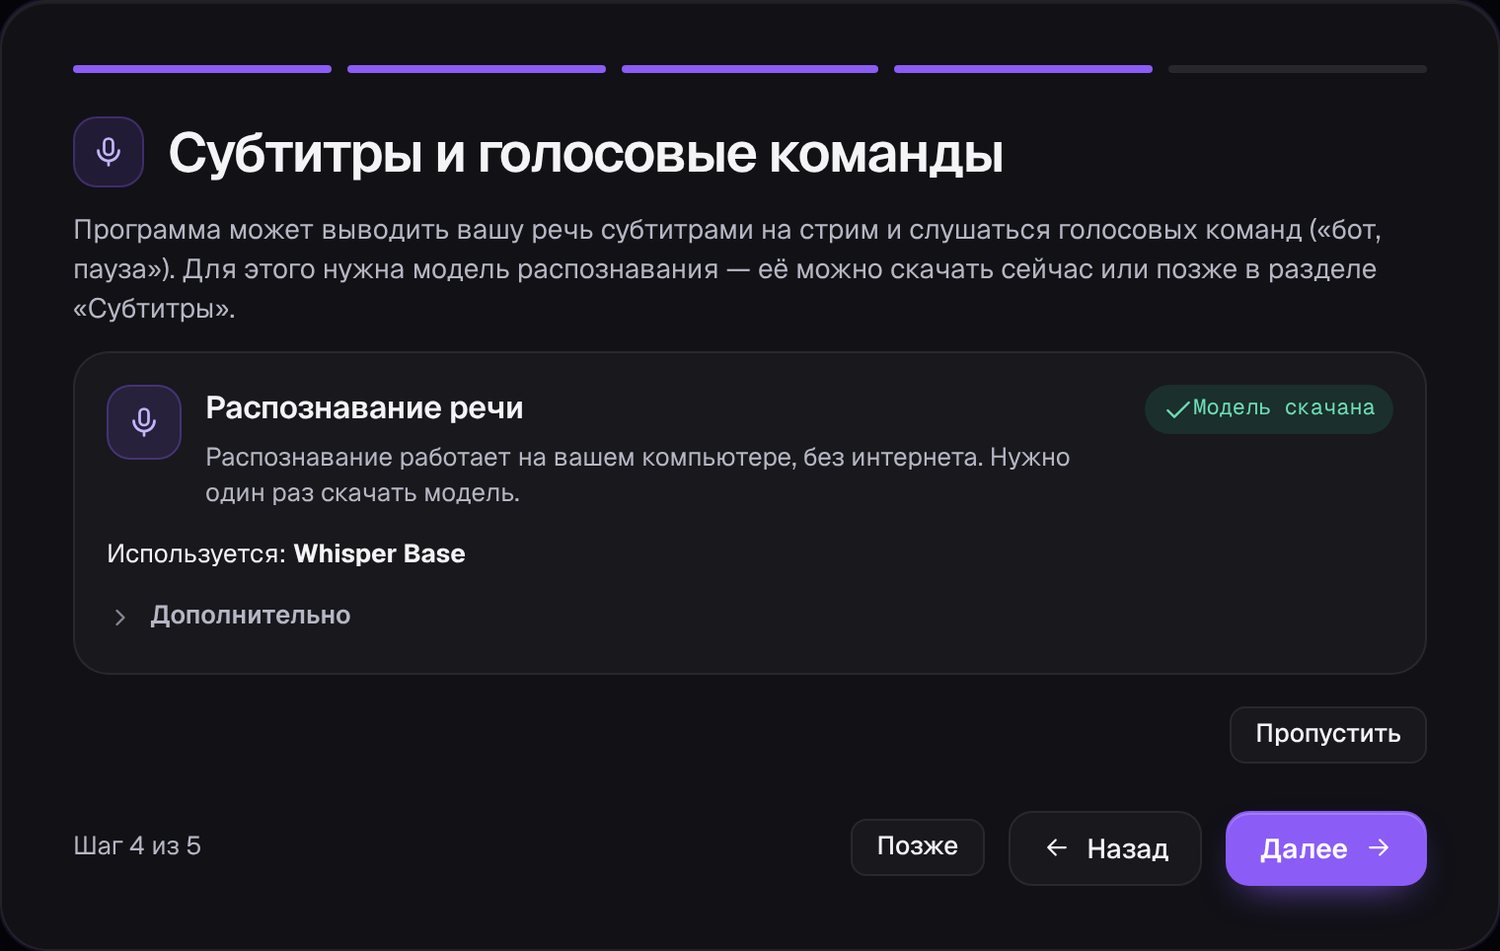 Субтитры и голосовые команды
Программа может выводить вашу речь субтитрами на стрим и слушаться голосовых команд («бот,
пауза»). Для этого нужна модель распознавания — её можно скачать сейчас или позже в разделе
«Субтитры».
Распознавание речи
Модель скачана
Распознавание работает на вашем компьютере, без интернета. Нужно
один раз скачать модель.
Используется: Whisper Base
Дополнительно
Пропустить
Шаг 4 из 5
Позже
← Назад
Далее →